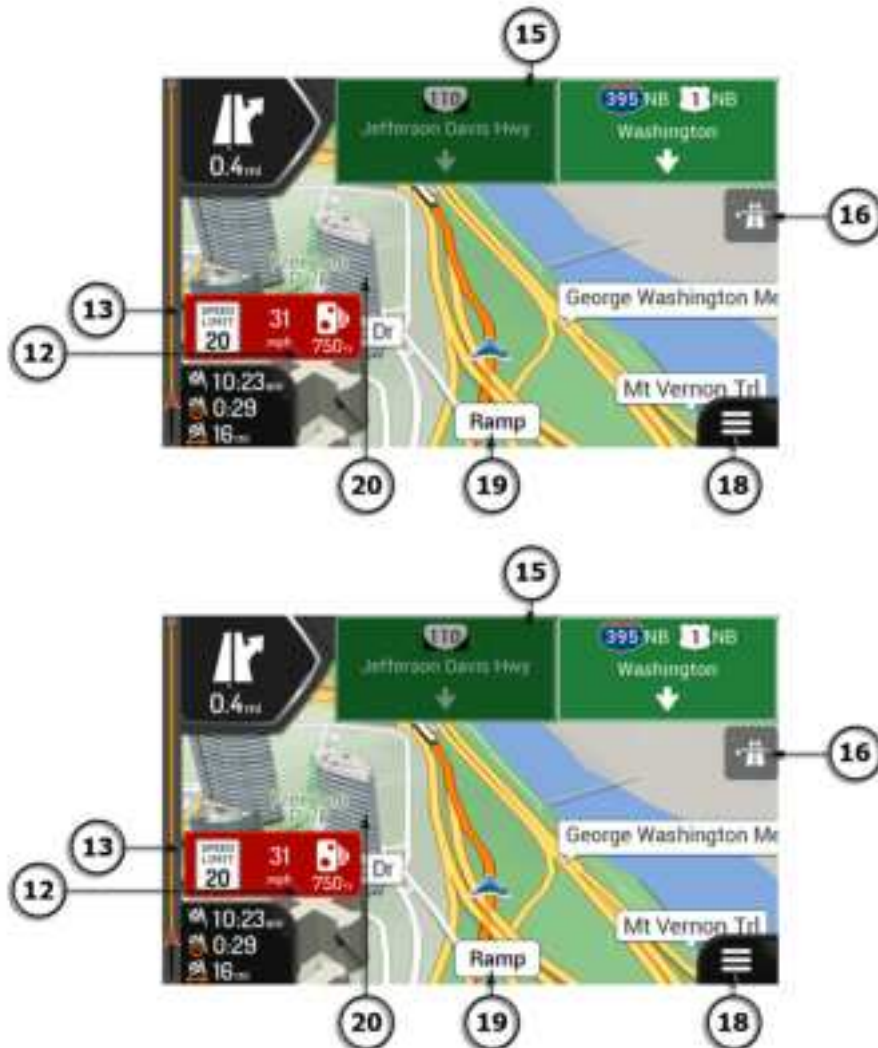 15
110
395 NB 1 NB
Jefferson Davis Hwy
Washington
0.4 mi
16
George Washington Me
13
SPEED LIMIT 20
31 mph
750
Dr
12
10:23
0:29
16
Mt Vernon Trl
Ramp
20
19
18
15
110
395 NB 1 NB
Jefferson Davis Hwy
Washington
0.4 mi
16
George Washington Me
13
SPEED LIMIT 20
31 mph
750
Dr
12
10:23
0:29
16
Mt Vernon Trl
Ramp
20
19
18